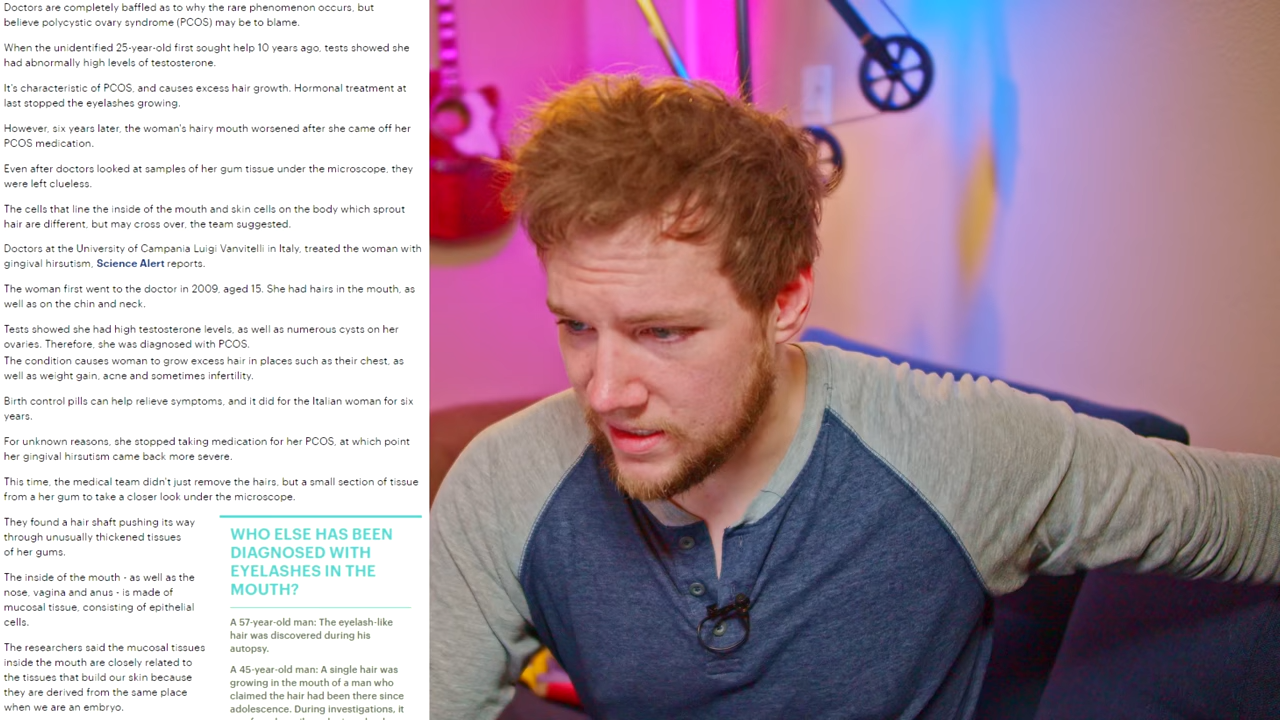 Doctors are completely baffled as to why the rare phenomenon occurs, but
believe polycystic ovary syndrome (PCOS) may be to blame.
When the unidentified 25-year-old first sought help 10 years ago, tests showed she
had abnormally high levels of testosterone.
It's characteristic of PCOS, and causes excess hair growth. Hormonal treatment at
last stopped the eyelashes growing.
However, six years later, the woman's hairy mouth worsened after she came off her
PCOS medication.
Even after doctors looked at samples of her gum tissue under the microscope, they
were left clueless.
The cells that line the inside of the mouth and skin cells on the body which sprout
hair are different, but may cross over, the team suggested.
Doctors at the University of Campania Luigi Vanvitelli in Italy, treated the woman with
gingival hirsutism, Science Alert reports.
The woman first went to the doctor in 2009, aged 15. She had hairs in the mouth, as
well as on the chin and neck.
Tests showed she had high testosterone levels, as well as numerous cysts on her
ovaries. Therefore, she was diagnosed with PCOS.
The condition causes woman to grow excess hair in places such as their chest, as
well as weight gain, acne and sometimes infertility.
Birth control pills can help relieve symptoms, and it did for the Italian woman for six
years.
For unknown reasons, she stopped taking medication for her PCOS, at which point
her gingival hirsutism came back more severe.
This time, the medical team didn't just remove the hairs, but a small section of tissue
from a her gum to take a closer look under the microscope.
They found a hair shaft pushing its way
through unusually thickened tissues
of her gums.
The inside of the mouth - as well as the
nose, vagina and anus - is made of
mucosal tissue, consisting of epithelial
cells.
The researchers said the mucosal tissues
inside the mouth are closely related to
the tissues that build our skin because
they are derived from the same place
when we are an embryo.
WHO ELSE HAS BEEN
DIAGNOSED WITH
EYELASHES IN THE
MOUTH?
A 57-year-old man: The eyelash-like
hair was discovered during his
autopsy.
A 45-year-old man: A single hair was
growing in the mouth of a man who
claimed the hair had been there since
adolescence. During investigations, it